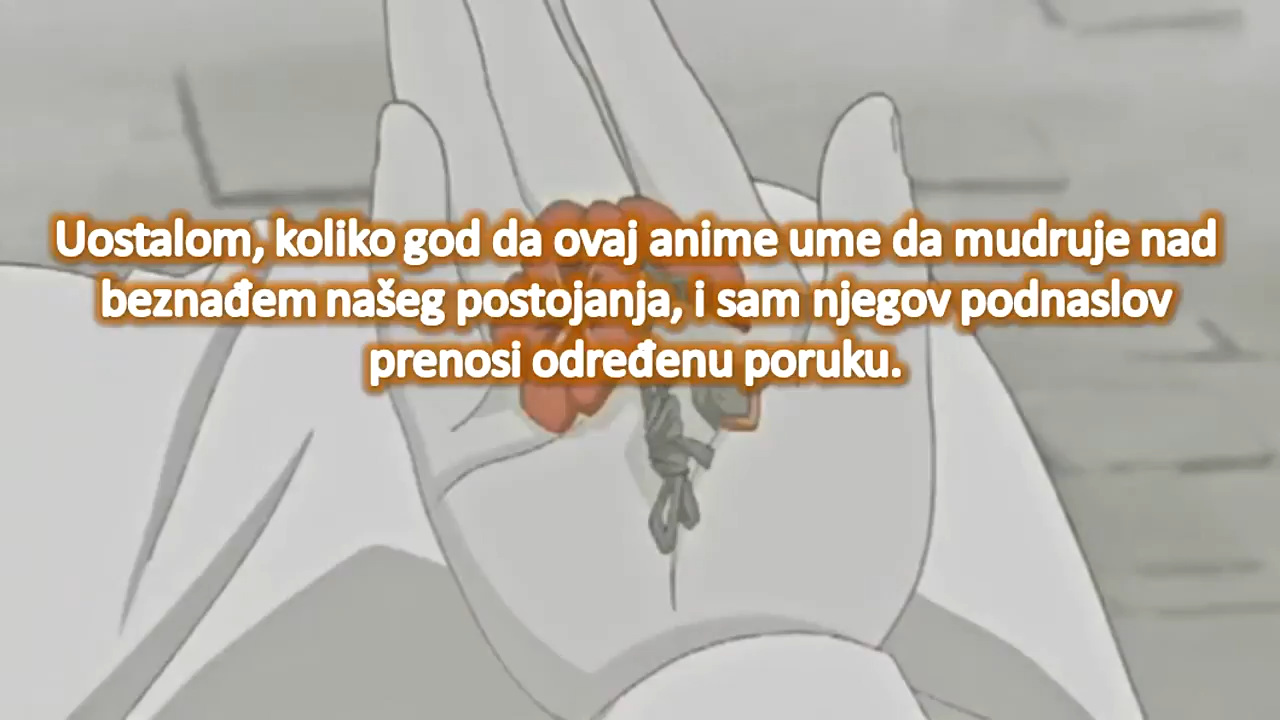 Uostalom, koliko god da ovaj anime ume da mudruje nad
beznađem našeg postojanja, i sam njegov podnaslov
prenosi određenu poruku.